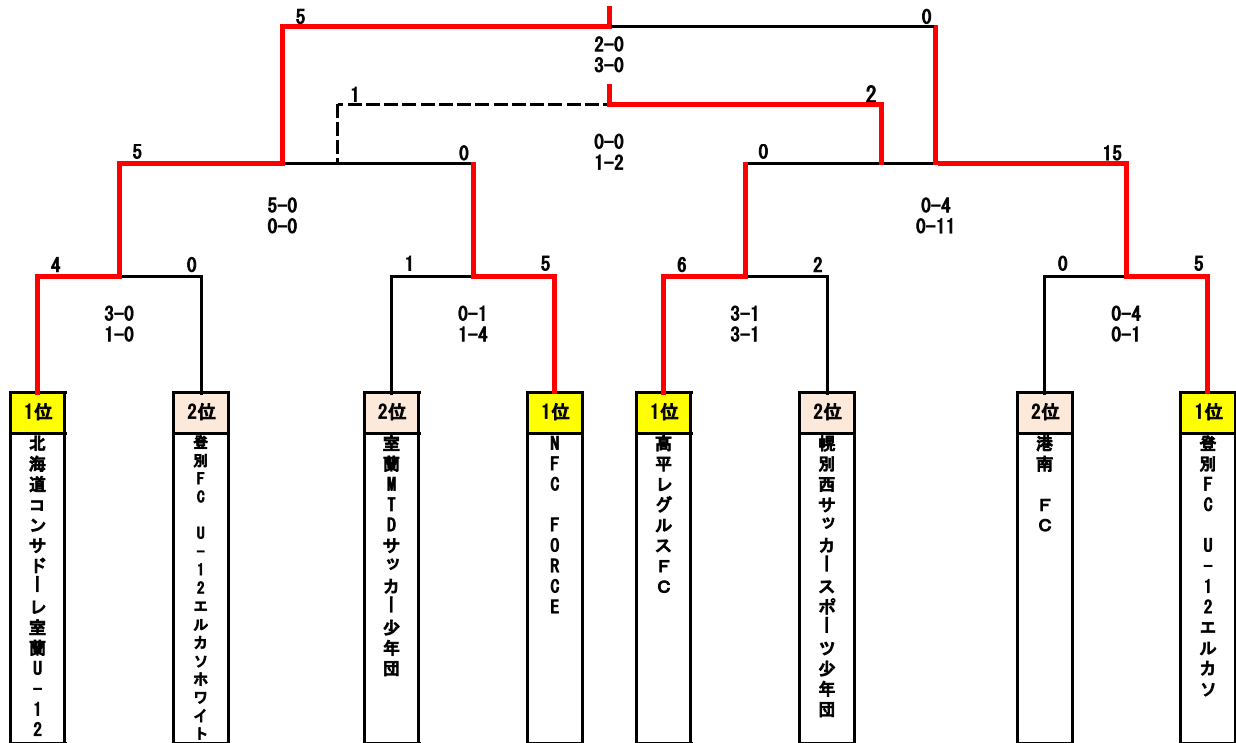 5 0
2-0
3-0
1 2
0-0
1-2
5 0 0 15
5-0
0-0
0-4
0-11
4 0 1 5 6 2 0 5
3-0
1-0
0-1
1-4
3-1
3-1
0-4
0-1
1位 2位 2位 1位 1位 2位 2位 1位
北海道コンサドーレ室蘭U-12
登別FC U-12エルカソホワイト
室蘭MTDサッカー少年団
NFC FORCE
高平レグルスFC
幌別西サッカースポーツ少年団
港南 FC
登別FC U-12エルカソ